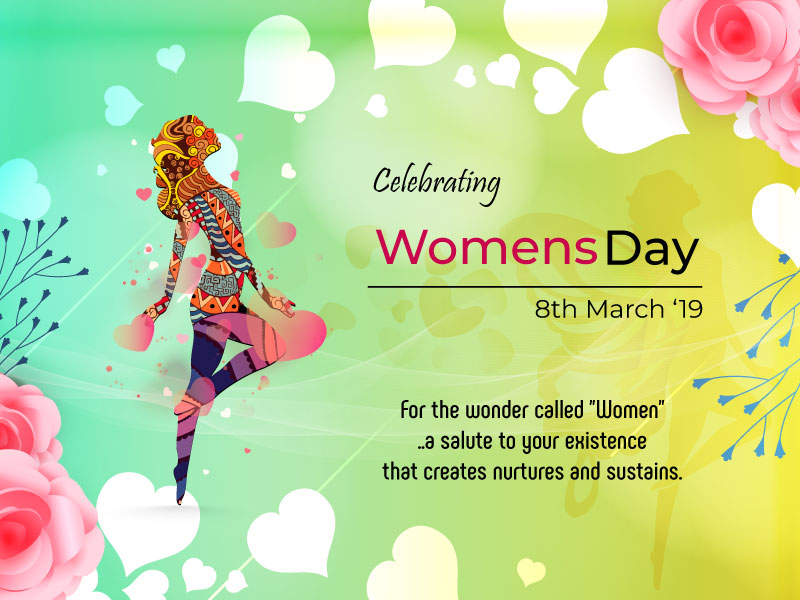 Celebrating
Womens Day
8th March ‘19
For the wonder called "Women"
..a salute to your existence
that creates nurtures and sustains.